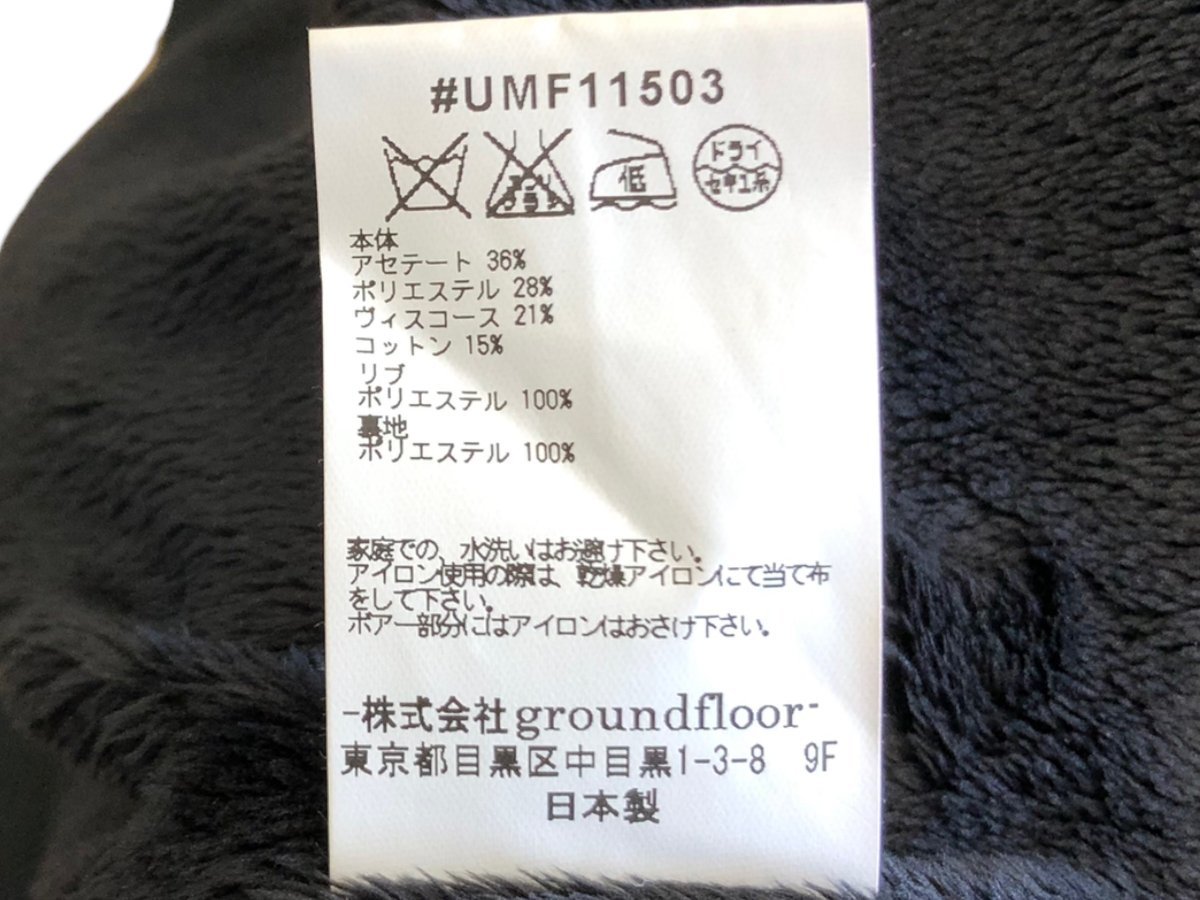 #UMF11503
低
ドライ
セキユ系
本体
アセテート 36%
ポリエステル 28%
ヴィスコース 21%
コットン 15%
リブ
ポリエステル 100%
裏地
ポリエステル 100%
家庭での、水洗いはお避け下さい。
アイロン使用の際は、乾燥アイロンにて当て布
をして下さい。
ボアー部分にはアイロンはおさけ下さい。
-株式会社groundfloor-
東京都目黒区中目黒1-3-8 9F
日本製